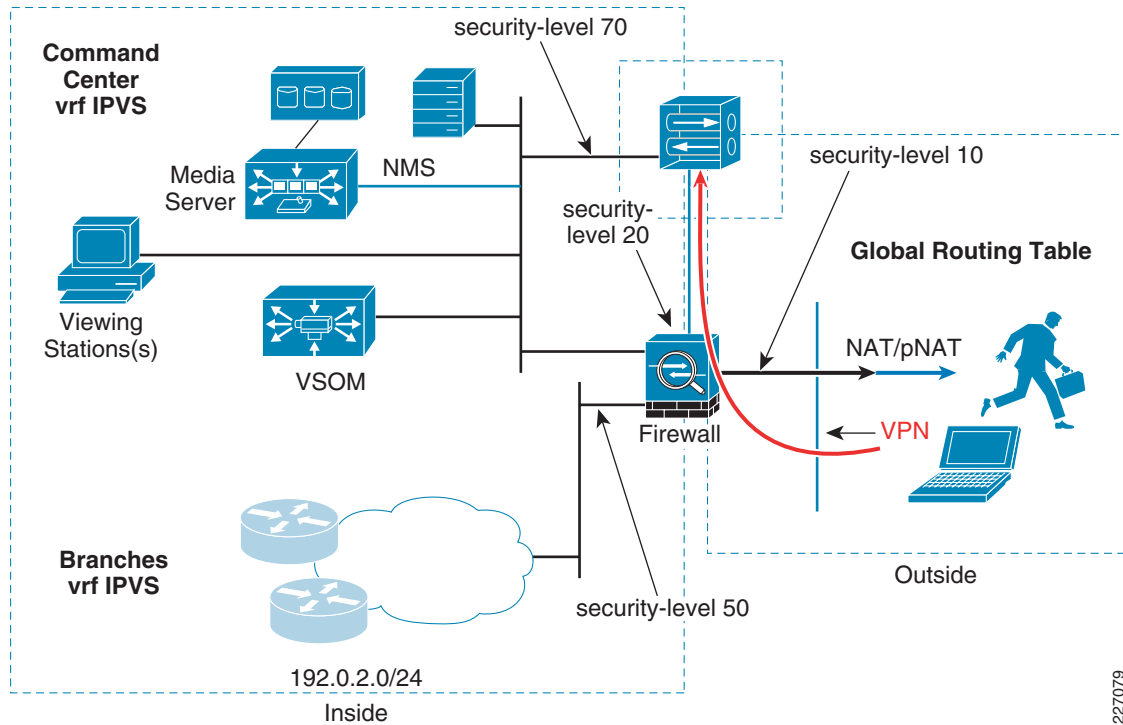 security-level 70
Command
Center
vrf IPVS
NMS
Media
Server
security-level 10
security-
level 20
Global Routing Table
Viewing
Stations(s)
VSOM
NAT/pNAT
Firewall
VPN
Branches
vrf IPVS
Outside
security-level 50
192.0.2.0/24
Inside
227079